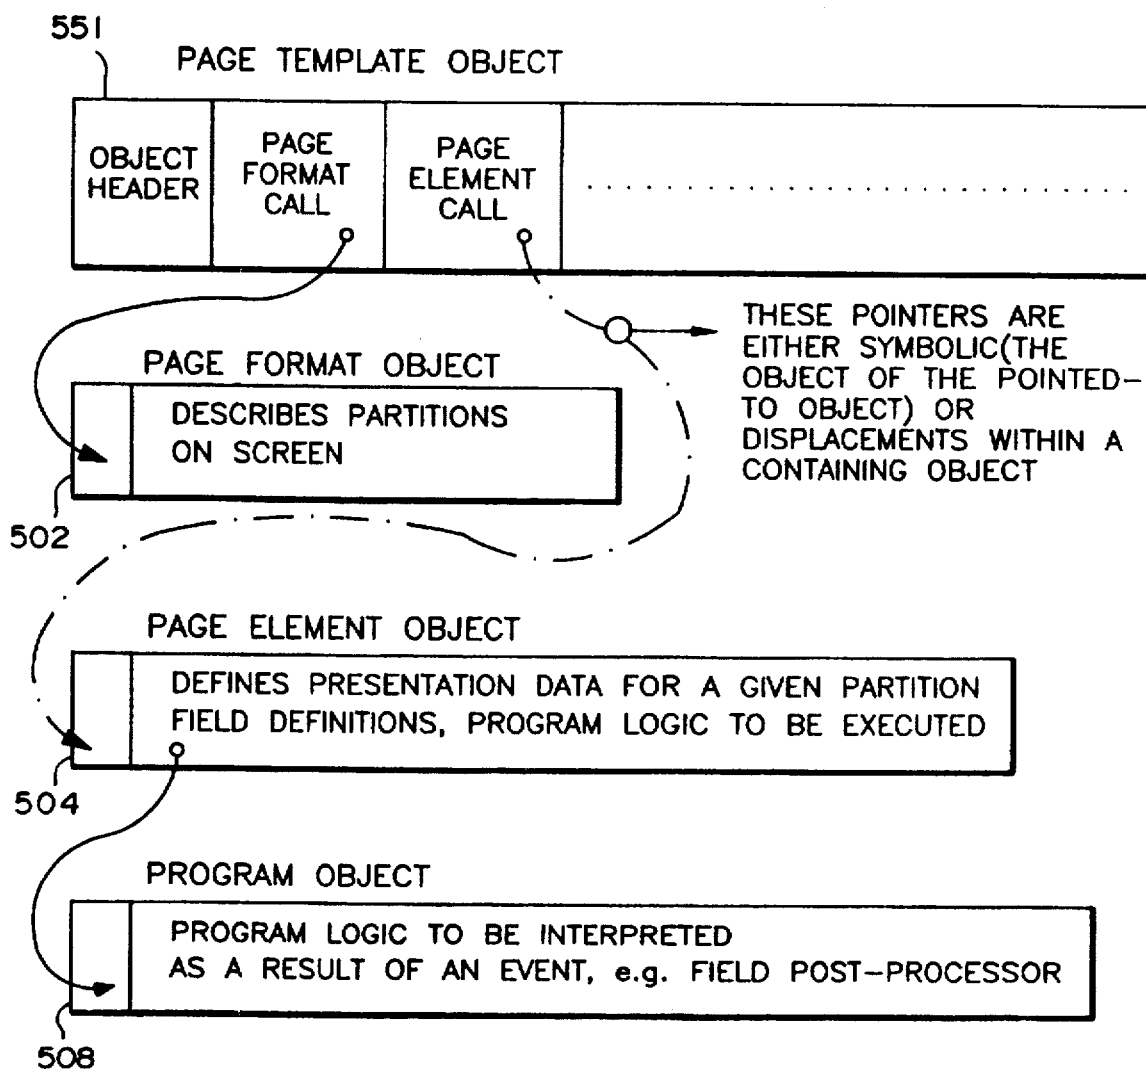 551
PAGE TEMPLATE OBJECT
OBJECT
HEADER
PAGE
FORMAT
CALL
PAGE
ELEMENT
CALL
THESE POINTERS ARE
EITHER SYMBOLIC(THE
OBJECT OF THE POINTED-
TO OBJECT) OR
DISPLACEMENTS WITHIN A
CONTAINING OBJECT
PAGE FORMAT OBJECT
DESCRIBES PARTITIONS
ON SCREEN
502
PAGE ELEMENT OBJECT
DEFINES PRESENTATION DATA FOR A GIVEN PARTITION
FIELD DEFINITIONS, PROGRAM LOGIC TO BE EXECUTED
504
PROGRAM OBJECT
PROGRAM LOGIC TO BE INTERPRETED
AS A RESULT OF AN EVENT, e.g. FIELD POST-PROCESSOR
508